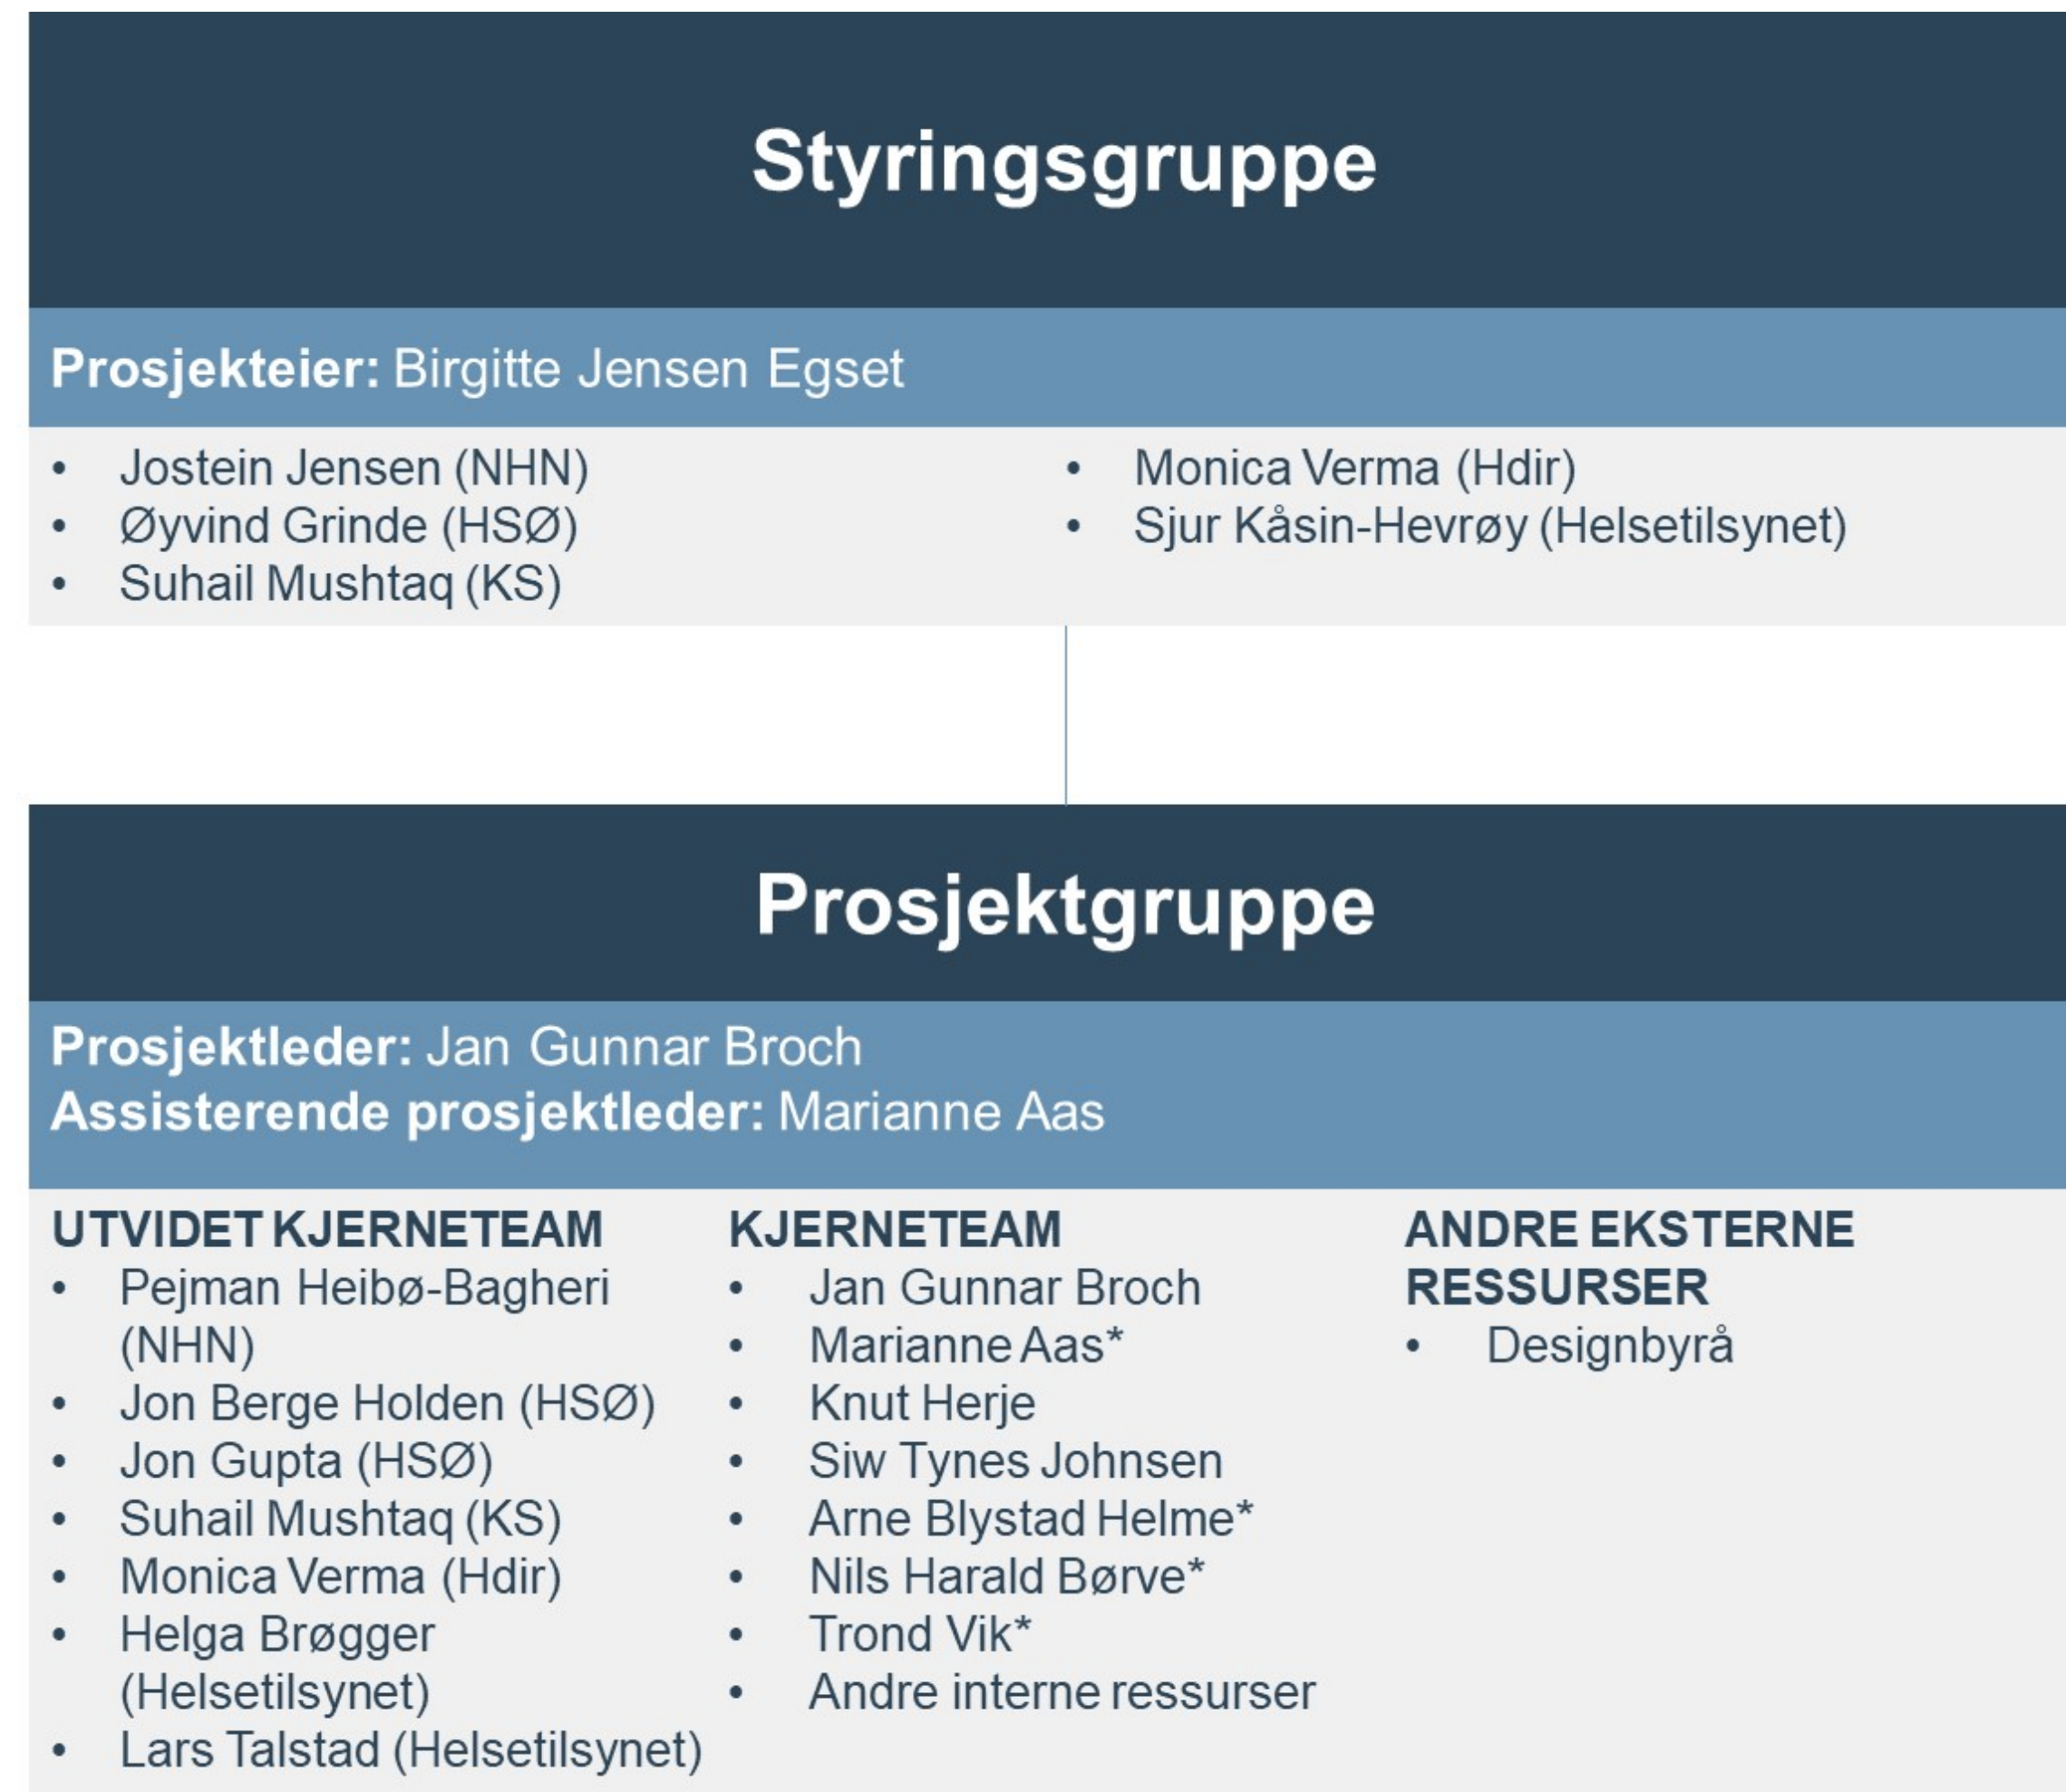 Styringsgruppe
Prosjekteier: Birgitte Jensen Egset
• Jostein Jensen (NHN)
• Øyvind Grinde (HSØ)
• Suhail Mushtaq (KS)
• Monica Verma (Hdir)
• Sjur Kåsin-Hevrøy (Helsetilsynet)
Prosjektgruppe
Prosjektleder: Jan Gunnar Broch
Assisterende prosjektleder: Marianne Aas
UTVIDET KJERNETEAM
• Pejman Heibø-Bagheri
(NHN)
• Jon Berge Holden (HSØ)
• Jon Gupta (HSØ)
• Suhail Mushtaq (KS)
• Monica Verma (Hdir)
• Helga Brøgger
(Helsetilsynet)
• Lars Talstad (Helsetilsynet)
KJERNETEAM
• Jan Gunnar Broch
• Marianne Aas*
• Knut Herje
• Siw Tynes Johnsen
• Arne Blystad Helme*
• Nils Harald Børve*
• Trond Vik*
• Andre interne ressurser
ANDRE EKSTERNE
RESSURSER
• Designbyrå